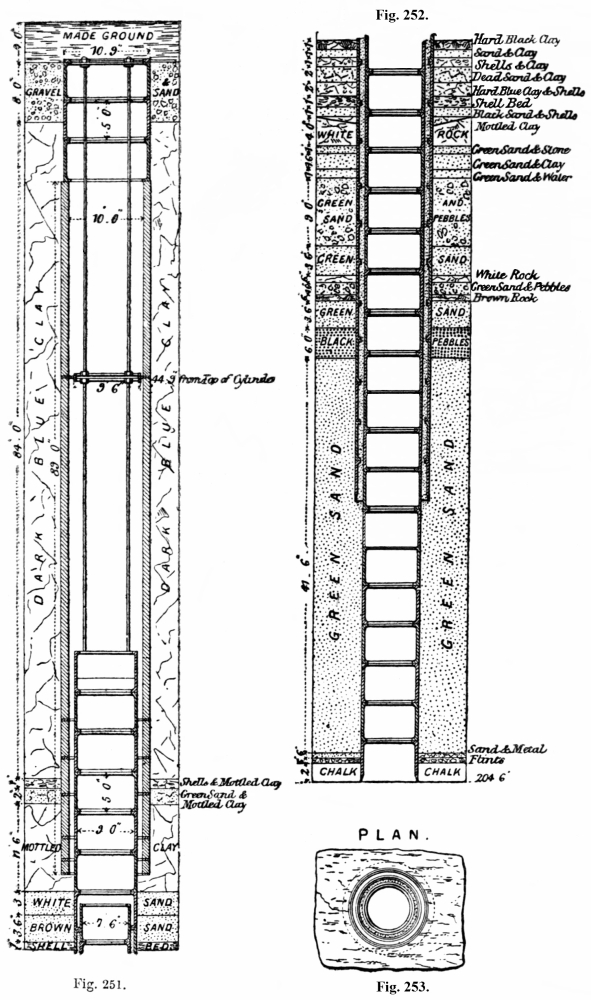 MADE GROUND
10. 9"
9. 0"
GRAVEL & SAND
8. 0"
5' 0"
10. 0"
DARK BLUE CLAY
DARK BLUE CLAY
44. 9 from Top of Cylinder
9 6"
84. 0"
83. 0"
Shells & Mottled Clay
Green Sand &
Mottled Clay
5 0"
9 0"
11. 6"
MOTTLED CLAY
WHITE SAND
BROWN SAND
7. 6"
SHELL BED
Fig. 251.
Fig. 252.
Hard Black Clay
Sand & Clay
Shells & Clay
Dead Sand & Clay
Hard Blue Clay & Shells
Shell Bed
Black Sand & Shells
Mottled Clay
WHITE ROCK
Green Sand & Stone
Green Sand & Clay
Green Sand & Water
9 0"
GREEN SAND AND PEBBLES
GREEN SAND
White Rock
Green Sand & Pebbles
Brown Rock
GREEN SAND
BLACK PEBBLES
6. 0"
GREEN SAND
GREEN SAND
41. 6"
Sand & Metal
Flints
CHALK CHALK
204 6"
PLAN.
Fig. 253.